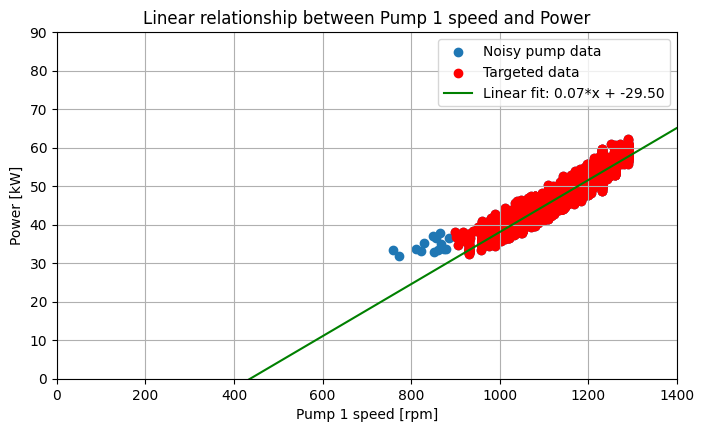 Linear relationship between Pump 1 speed and Power
90
80
70
60
50
40
30
20
10
0
Power [kW]
Noisy pump data
Targeted data
Linear fit: 0.07*x + -29.50
0 200 400 600 800 1000 1200 1400
Pump 1 speed [rpm]